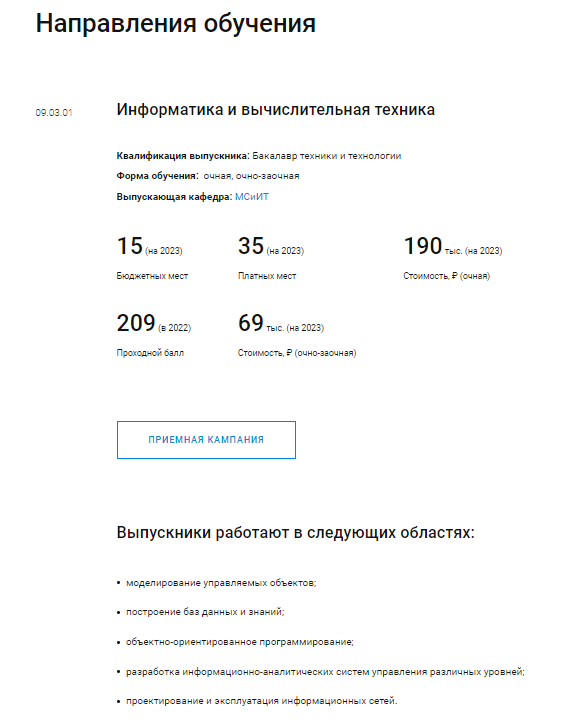 Направления обучения
09.03.01
Информатика и вычислительная техника
Квалификация выпускника: Бакалавр техники и технологии
Форма обучения: очная, очно-заочная
Выпускающая кафедра: МСиИТ
15 (на 2023) 35 (на 2023) 190 тыс. (на 2023)
Бюджетных мест Платных мест Стоимость, ₽ (очная)
209 (в 2022) 69 тыс. (на 2023)
Проходной балл Стоимость, ₽ (очно-заочная)
ПРИЕМНАЯ КАМПАНИЯ
Выпускники работают в следующих областях:
• моделирование управляемых объектов;
• построение баз данных и знаний;
• объектно-ориентированное программирование;
• разработка информационно-аналитических систем управления различных уровней;
• проектирование и эксплуатация информационных сетей.